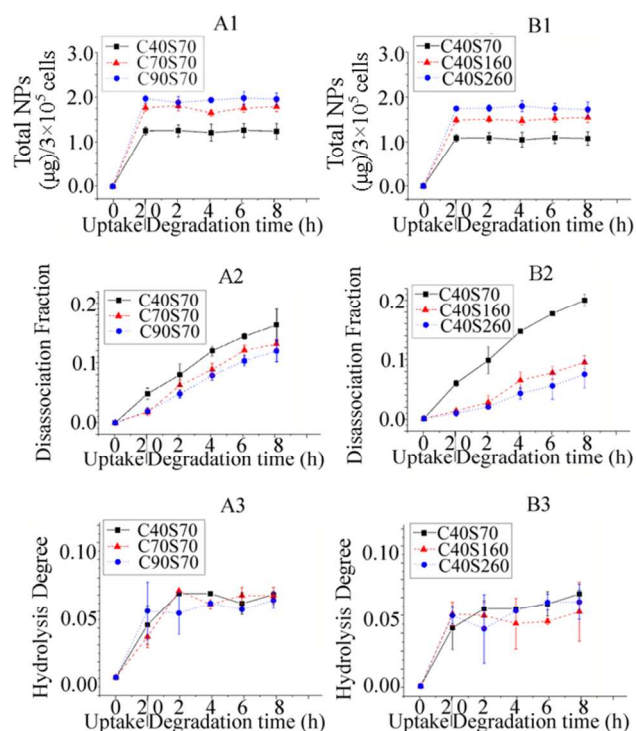 A1
Total NPs
(μg)/3×10⁵ cells
3.0
2.0
1.0
0.0
C40S70
C70S70
C90S70
0 2 0 2 4 6 8
Uptake Degradation time (h)
B1
Total NPs
(μg)/3×10⁵ cells
3.0
2.0
1.0
0.0
C40S70
C40S160
C40S260
0 2 0 2 4 6 8
Uptake Degradation time (h)
A2
Disassociation Fraction
0.2
0.1
0.0
C40S70
C70S70
C90S70
0 2 0 2 4 6 8
Uptake Degradation time (h)
B2
Disassociation Fraction
0.2
0.1
0.0
C40S70
C40S160
C40S260
0 2 0 2 4 6 8
Uptake Degradation time (h)
A3
Hydrolysis Degree
0.10
0.05
0.00
C40S70
C70S70
C90S70
0 2 0 2 4 6 8
Uptake Degradation time (h)
B3
Hydrolysis Degree
0.10
0.05
0.00
C40S70
C40S160
C40S260
0 2 0 2 4 6 8
Uptake Degradation time (h)